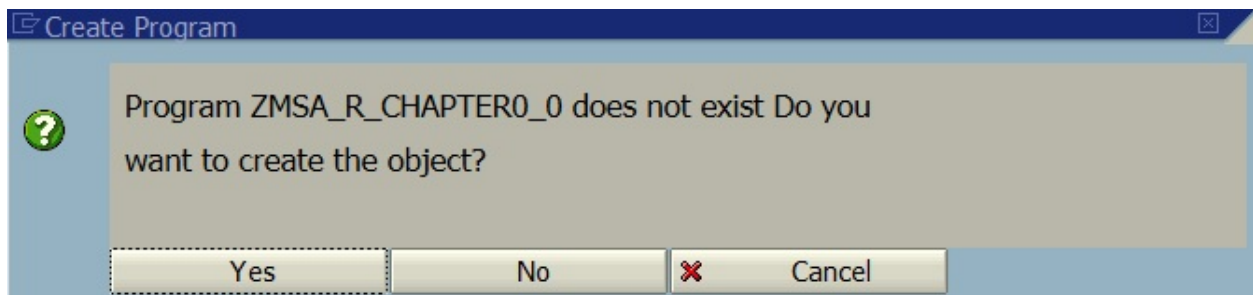 Create Program
Program ZMSA_R_CHAPTER0_0 does not exist Do you
want to create the object?
Yes No Cancel